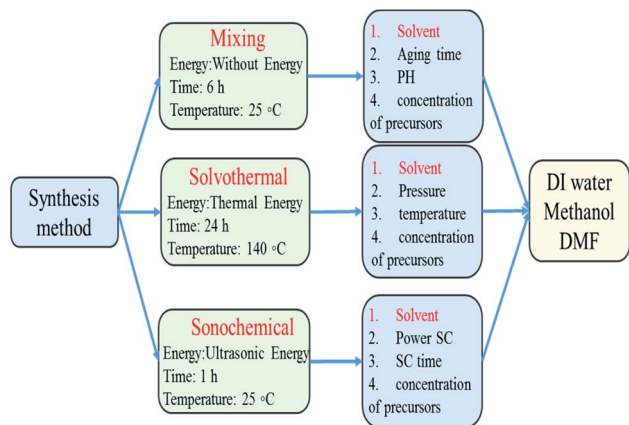 Synthesis
method
Mixing
Energy:Without Energy
Time: 6 h
Temperature: 25 °C
1. Solvent
2. Aging time
3. PH
4. concentration
of precursors
Solvothermal
Energy:Thermal Energy
Time: 24 h
Temperature: 140 °C
1. Solvent
2. Pressure
3. temperature
4. concentration
of precursors
Sonochemical
Energy:Ultrasonic Energy
Time: 1 h
Temperature: 25 °C
1. Solvent
2. Power SC
3. SC time
4. concentration
of precursors
DI water
Methanol
DMF